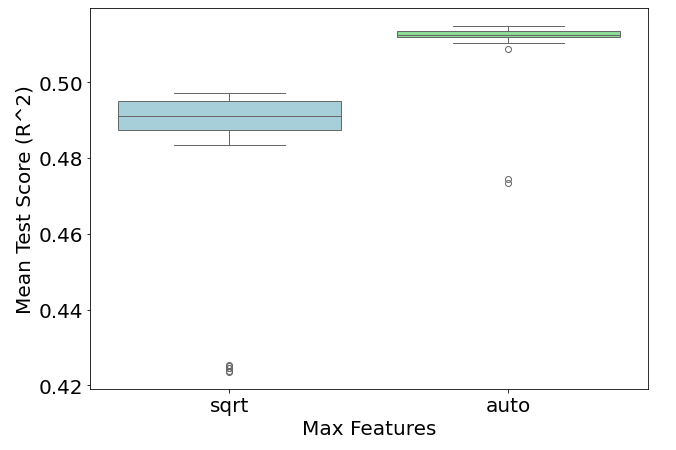 Mean Test Score (R^2)
0.50
0.48
0.46
0.44
0.42
sqrt
auto
Max Features